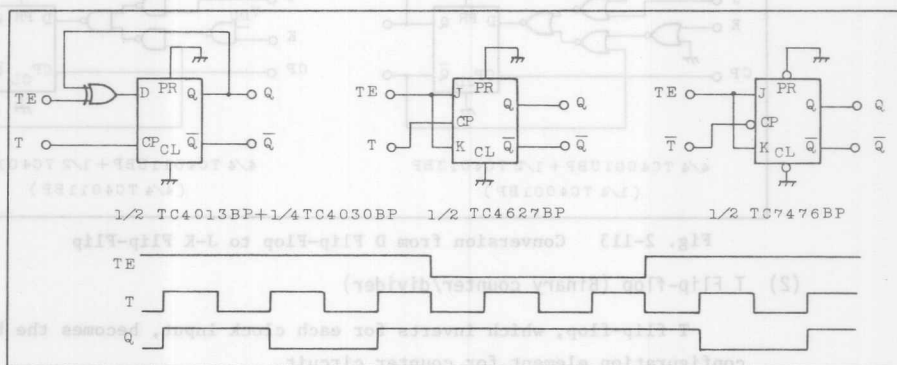 TE D PR Q Q
T CP CL Q̅ Q̅
1/2 TC4013BP+1/4TC4030BP
TE J PR Q Q
T CP
K CL Q̅ Q̅
1/2 TC4627BP
TE J PR Q Q
T̅ CP
K CL Q̅ Q̅
1/2 TC7476BP
TE
T
Q
Fig. 2-113 Conversion from D Flip-Flop to J-K Flip-Flip
(2) T Flip-flop (Binary counter/divider)
T flip-flop, which inverts for each clock input, becomes the
configuration element for counter circuit.